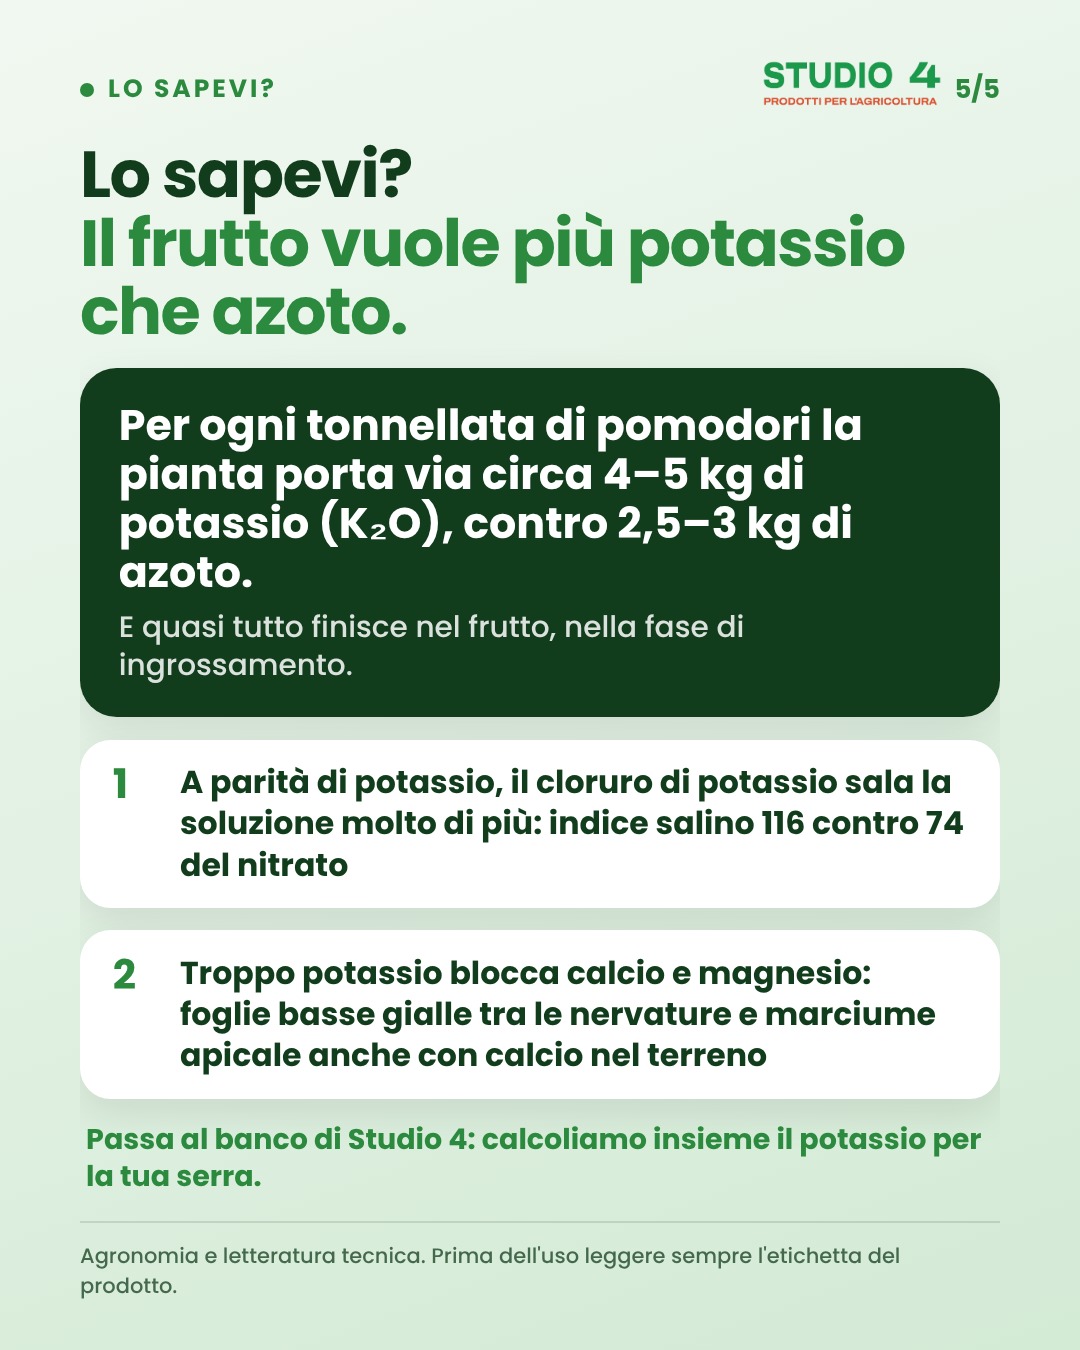 LO SAPEVI?
STUDIO 4
PRODOTTI PER L'AGRICOLTURA
5/5
Lo sapevi?
Il frutto vuole più potassio
che azoto.
Per ogni tonnellata di pomodori la
pianta porta via circa 4–5 kg di
potassio (K₂O), contro 2,5–3 kg di
azoto.
E quasi tutto finisce nel frutto, nella fase di
ingrossamento.
1
A parità di potassio, il cloruro di potassio sala la
soluzione molto di più: indice salino 116 contro 74
del nitrato
2
Troppo potassio blocca calcio e magnesio:
foglie basse gialle tra le nervature e marciume
apicale anche con calcio nel terreno
Passa al banco di Studio 4: calcoliamo insieme il potassio per
la tua serra.
Agronomia e letteratura tecnica. Prima dell'uso leggere sempre l'etichetta del
prodotto.